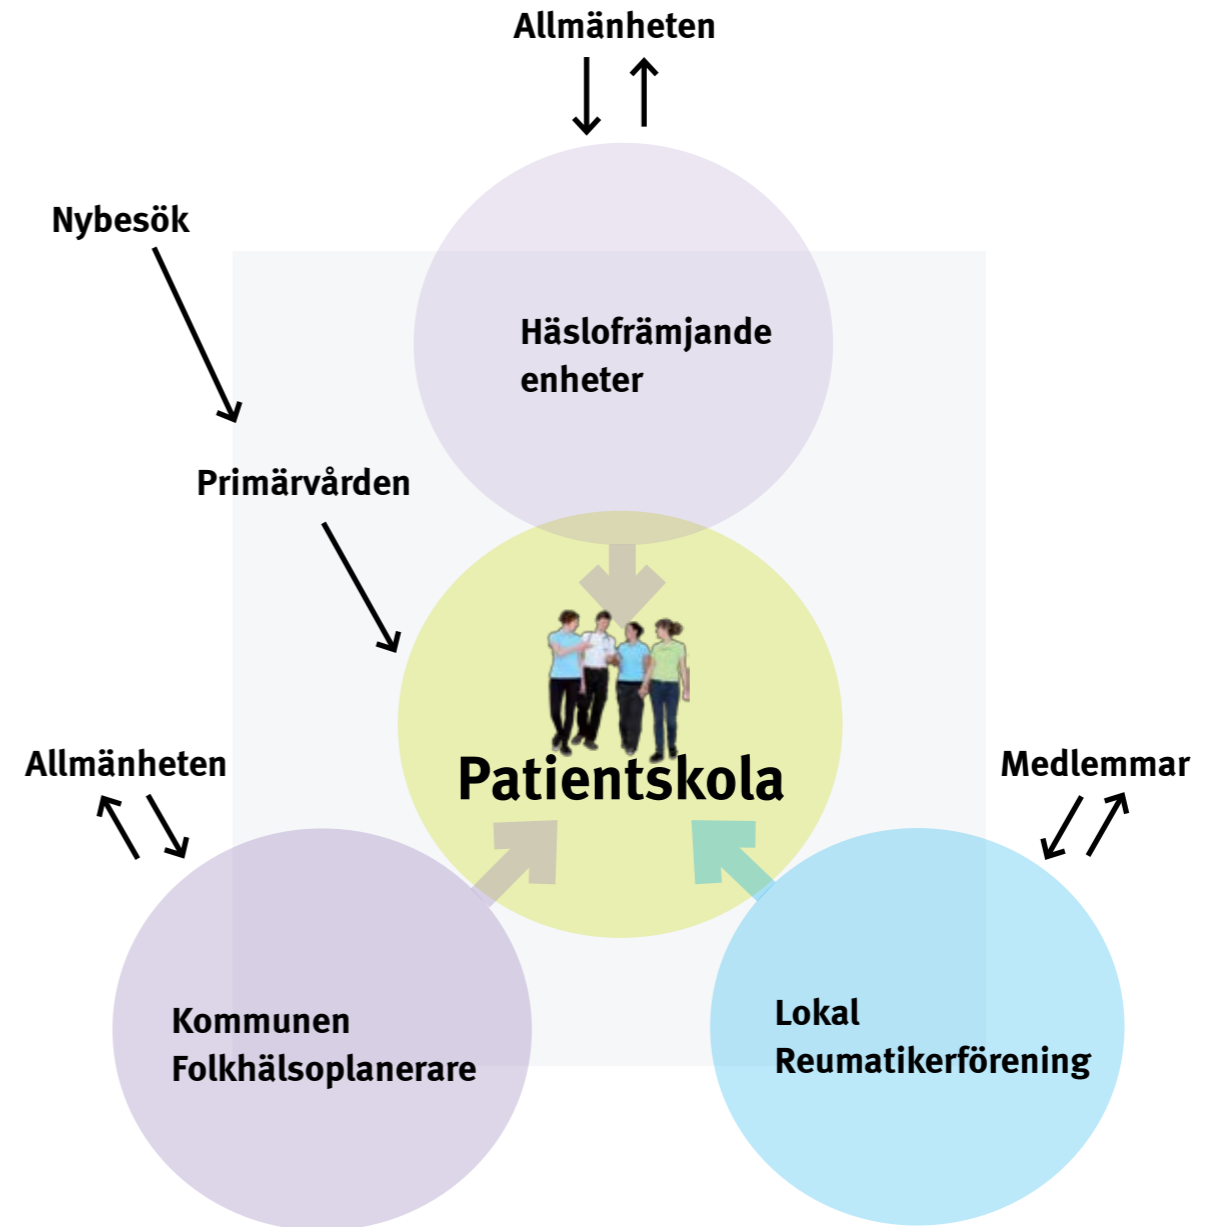 Allmänheten
Nybesök
Häslofrämjande
enheter
Primärvården
Patientskola
Allmänheten
Medlemmar
Kommunen
Folkhälsoplanerare
Lokal
Reumatikerförening